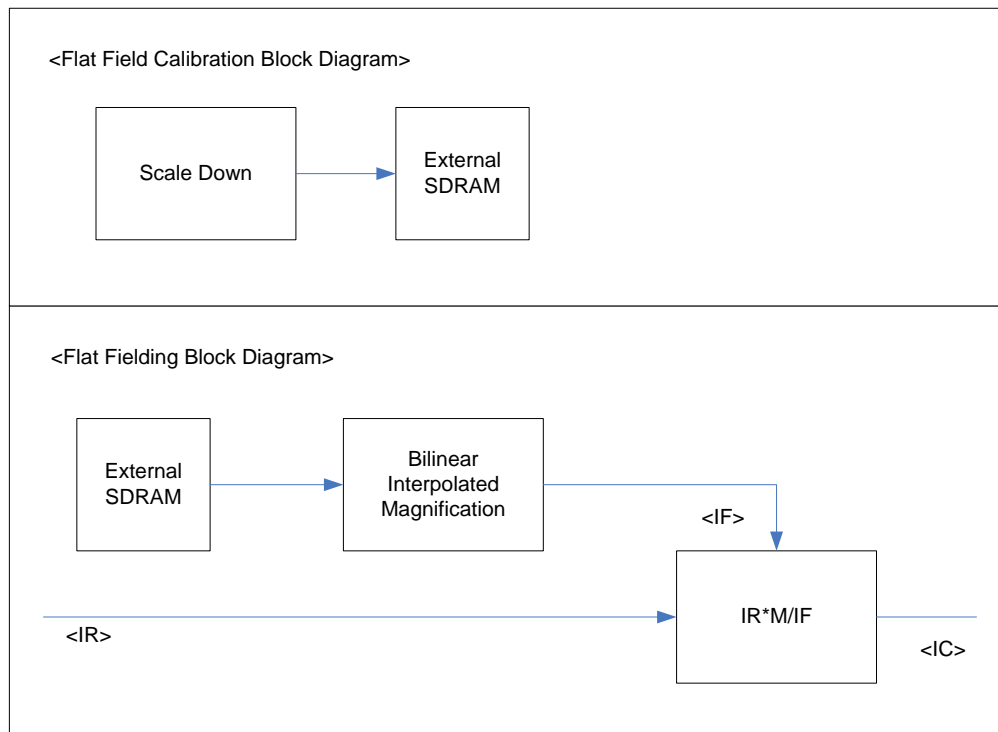 <Flat Field Calibration Block Diagram>
Scale Down
External
SDRAM
<Flat Fielding Block Diagram>
External
SDRAM
Bilinear
Interpolated
Magnification
<IF>
IR*M/IF
<IR>
<IC>